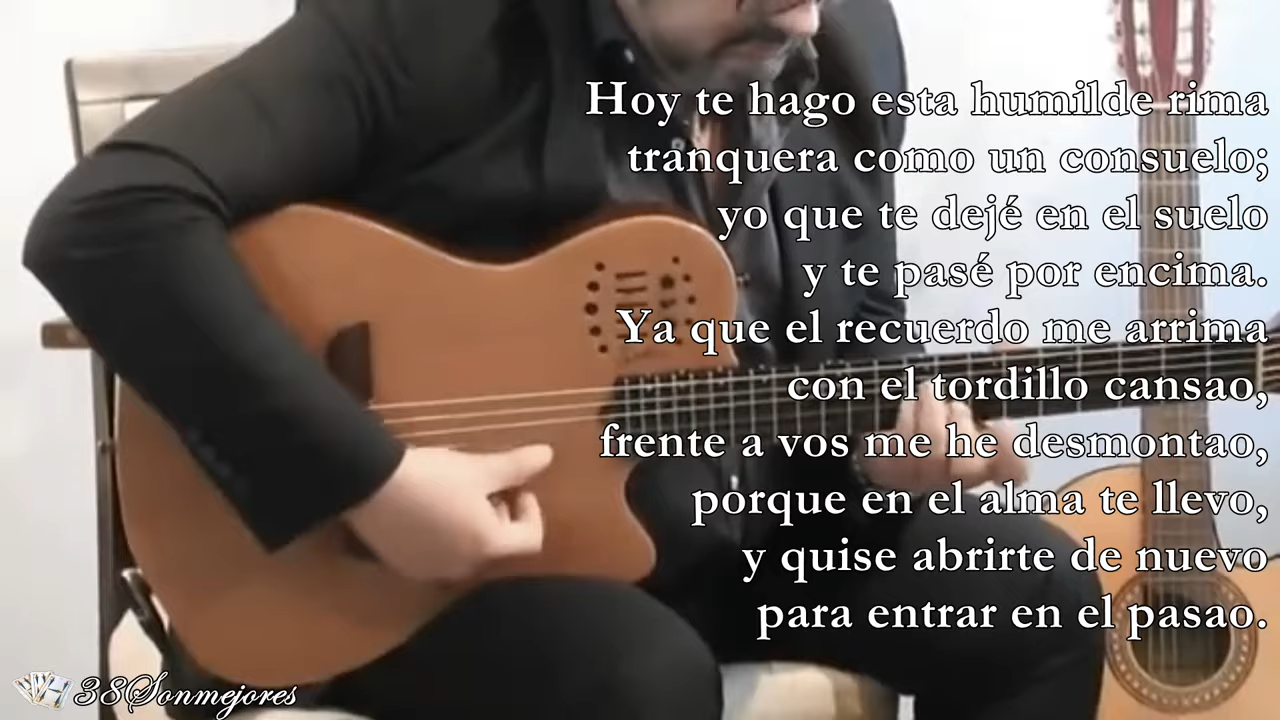 Hoy te hago esta humilde rima
tranquera como un consuelo;
yo que te dejé en el suelo
y te pasé por encima.
Ya que el recuerdo me arrima
con el tordillo cansao,
frente a vos me he desmontao,
porque en el alma te llevo,
y quise abrirte de nuevo
para entrar en el pasao.
38Sonmejores